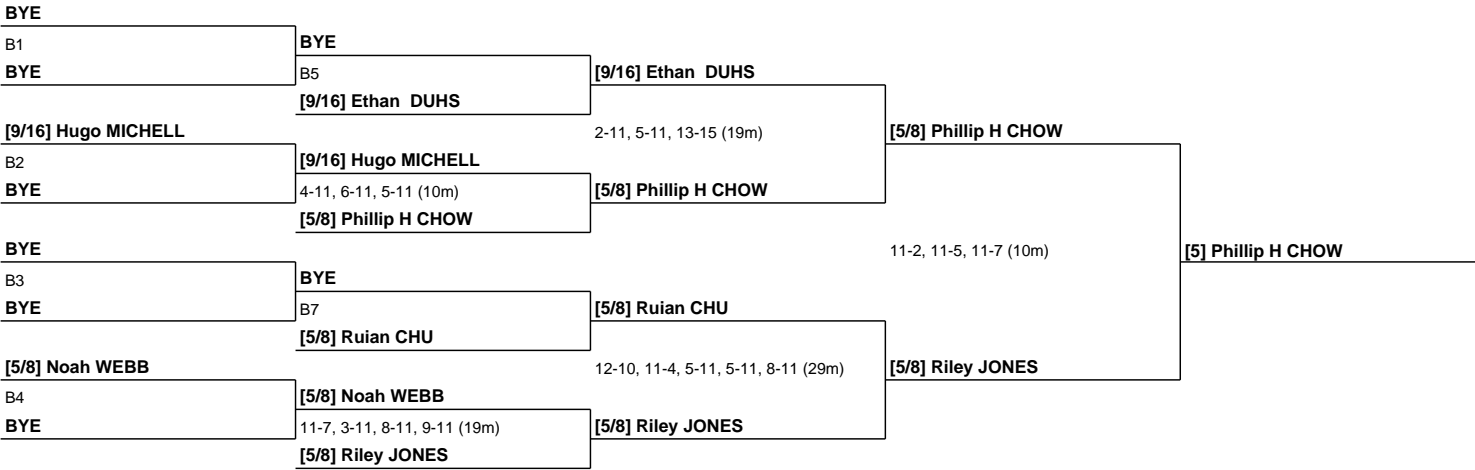 BYE
B1
BYE
BYE
B5
[9/16] Ethan DUHS
[9/16] Ethan DUHS
[9/16] Hugo MICHELL
2-11, 5-11, 13-15 (19m)
[5/8] Phillip H CHOW
B2
[9/16] Hugo MICHELL
BYE
4-11, 6-11, 5-11 (10m)
[5/8] Phillip H CHOW
[5/8] Phillip H CHOW
BYE
11-2, 11-5, 11-7 (10m)
[5] Phillip H CHOW
B3
BYE
BYE
B7
[5/8] Ruian CHU
[5/8] Ruian CHU
[5/8] Noah WEBB
12-10, 11-4, 5-11, 5-11, 8-11 (29m)
[5/8] Riley JONES
B4
[5/8] Noah WEBB
BYE
11-7, 3-11, 8-11, 9-11 (19m)
[5/8] Riley JONES
[5/8] Riley JONES